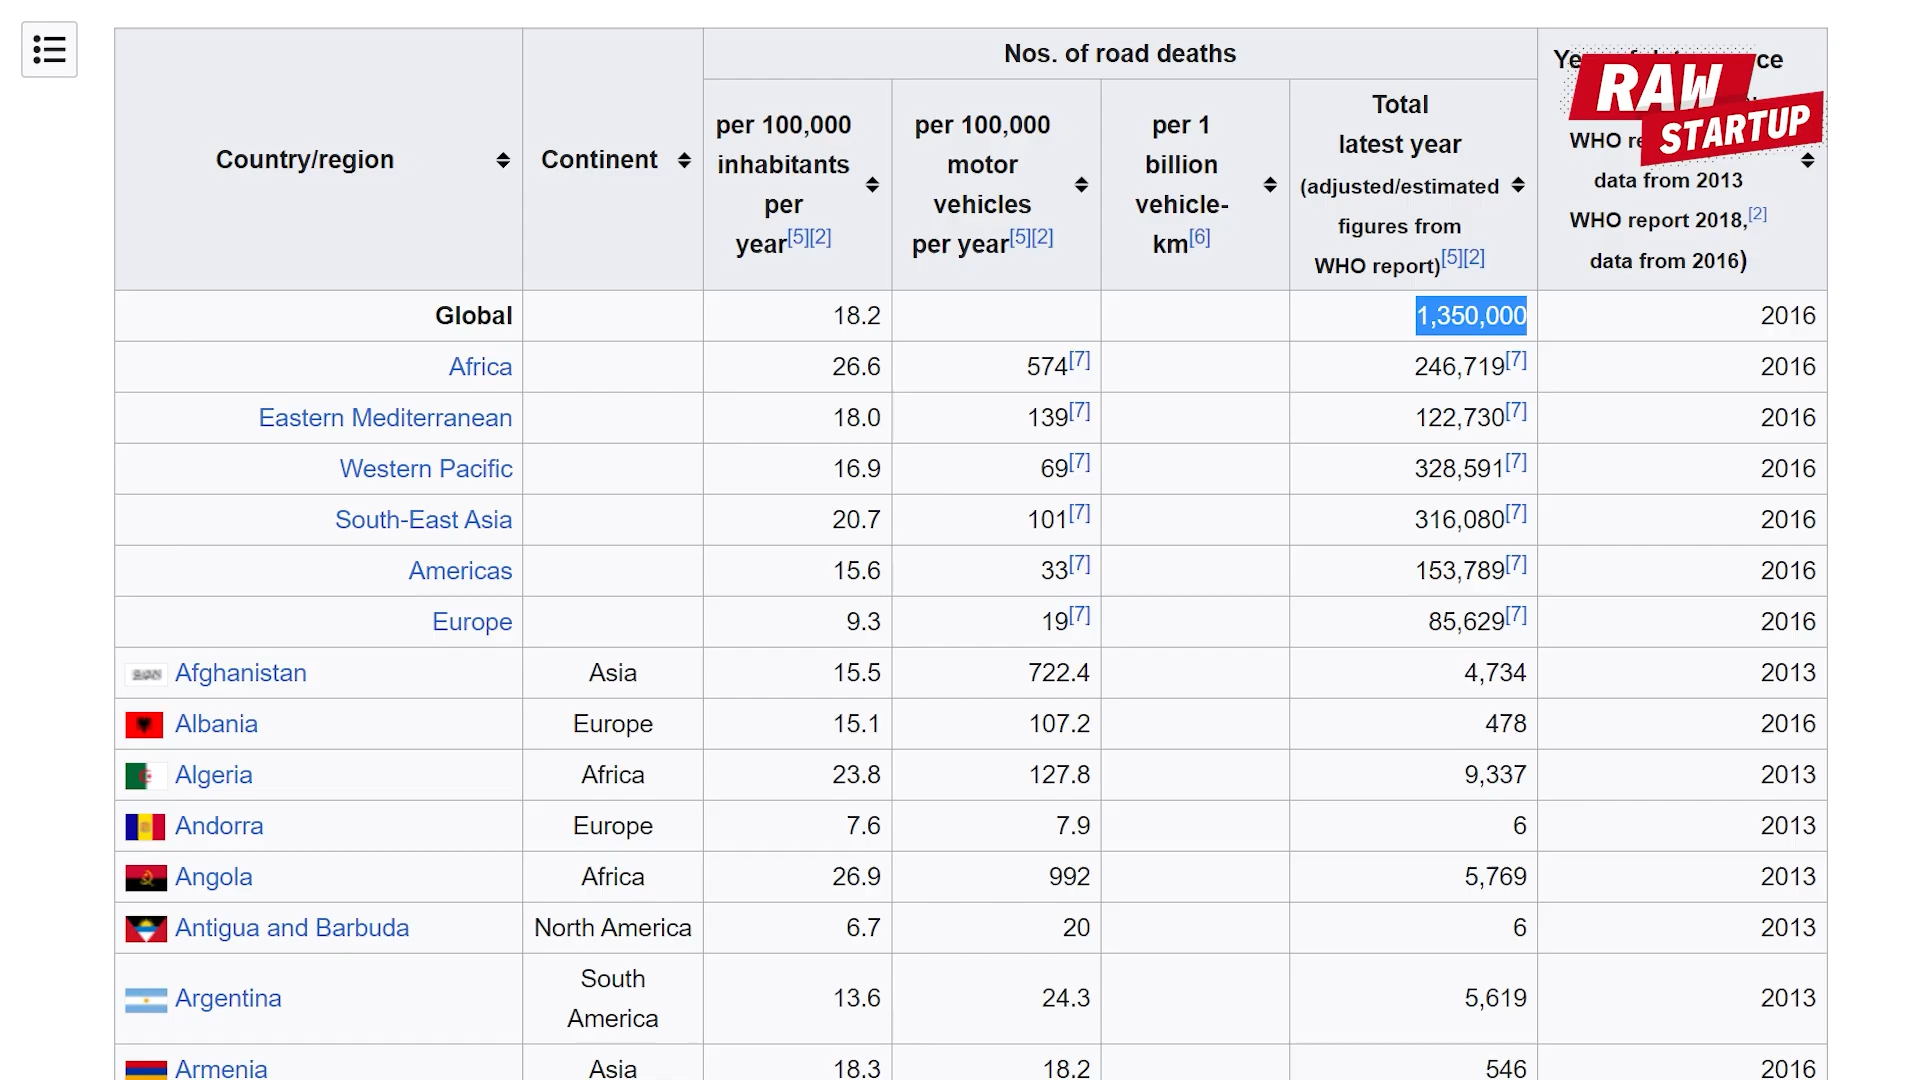 Nos. of road deaths
Country/region
Continent
per 100,000
inhabitants
per
year[5][2]
per 100,000
motor
vehicles
per year[5][2]
per 1
billion
vehicle-
km[6]
Total
latest year
(adjusted/estimated
figures from
WHO report)[5][2]
data from 2013
WHO report 2018,[2]
data from 2016)
RAW
STARTUP
Global 18.2 1,350,000 2016
Africa 26.6 574[7] 246,719[7] 2016
Eastern Mediterranean 18.0 139[7] 122,730[7] 2016
Western Pacific 16.9 69[7] 328,591[7] 2016
South-East Asia 20.7 101[7] 316,080[7] 2016
Americas 15.6 33[7] 153,789[7] 2016
Europe 9.3 19[7] 85,629[7] 2016
Afghanistan Asia 15.5 722.4 4,734 2013
Albania Europe 15.1 107.2 478 2016
Algeria Africa 23.8 127.8 9,337 2013
Andorra Europe 7.6 7.9 6 2013
Angola Africa 26.9 992 5,769 2013
Antigua and Barbuda North America 6.7 20 6 2013
Argentina South America 13.6 24.3 5,619 2013
Armenia Asia 18.3 18.2 546 2016